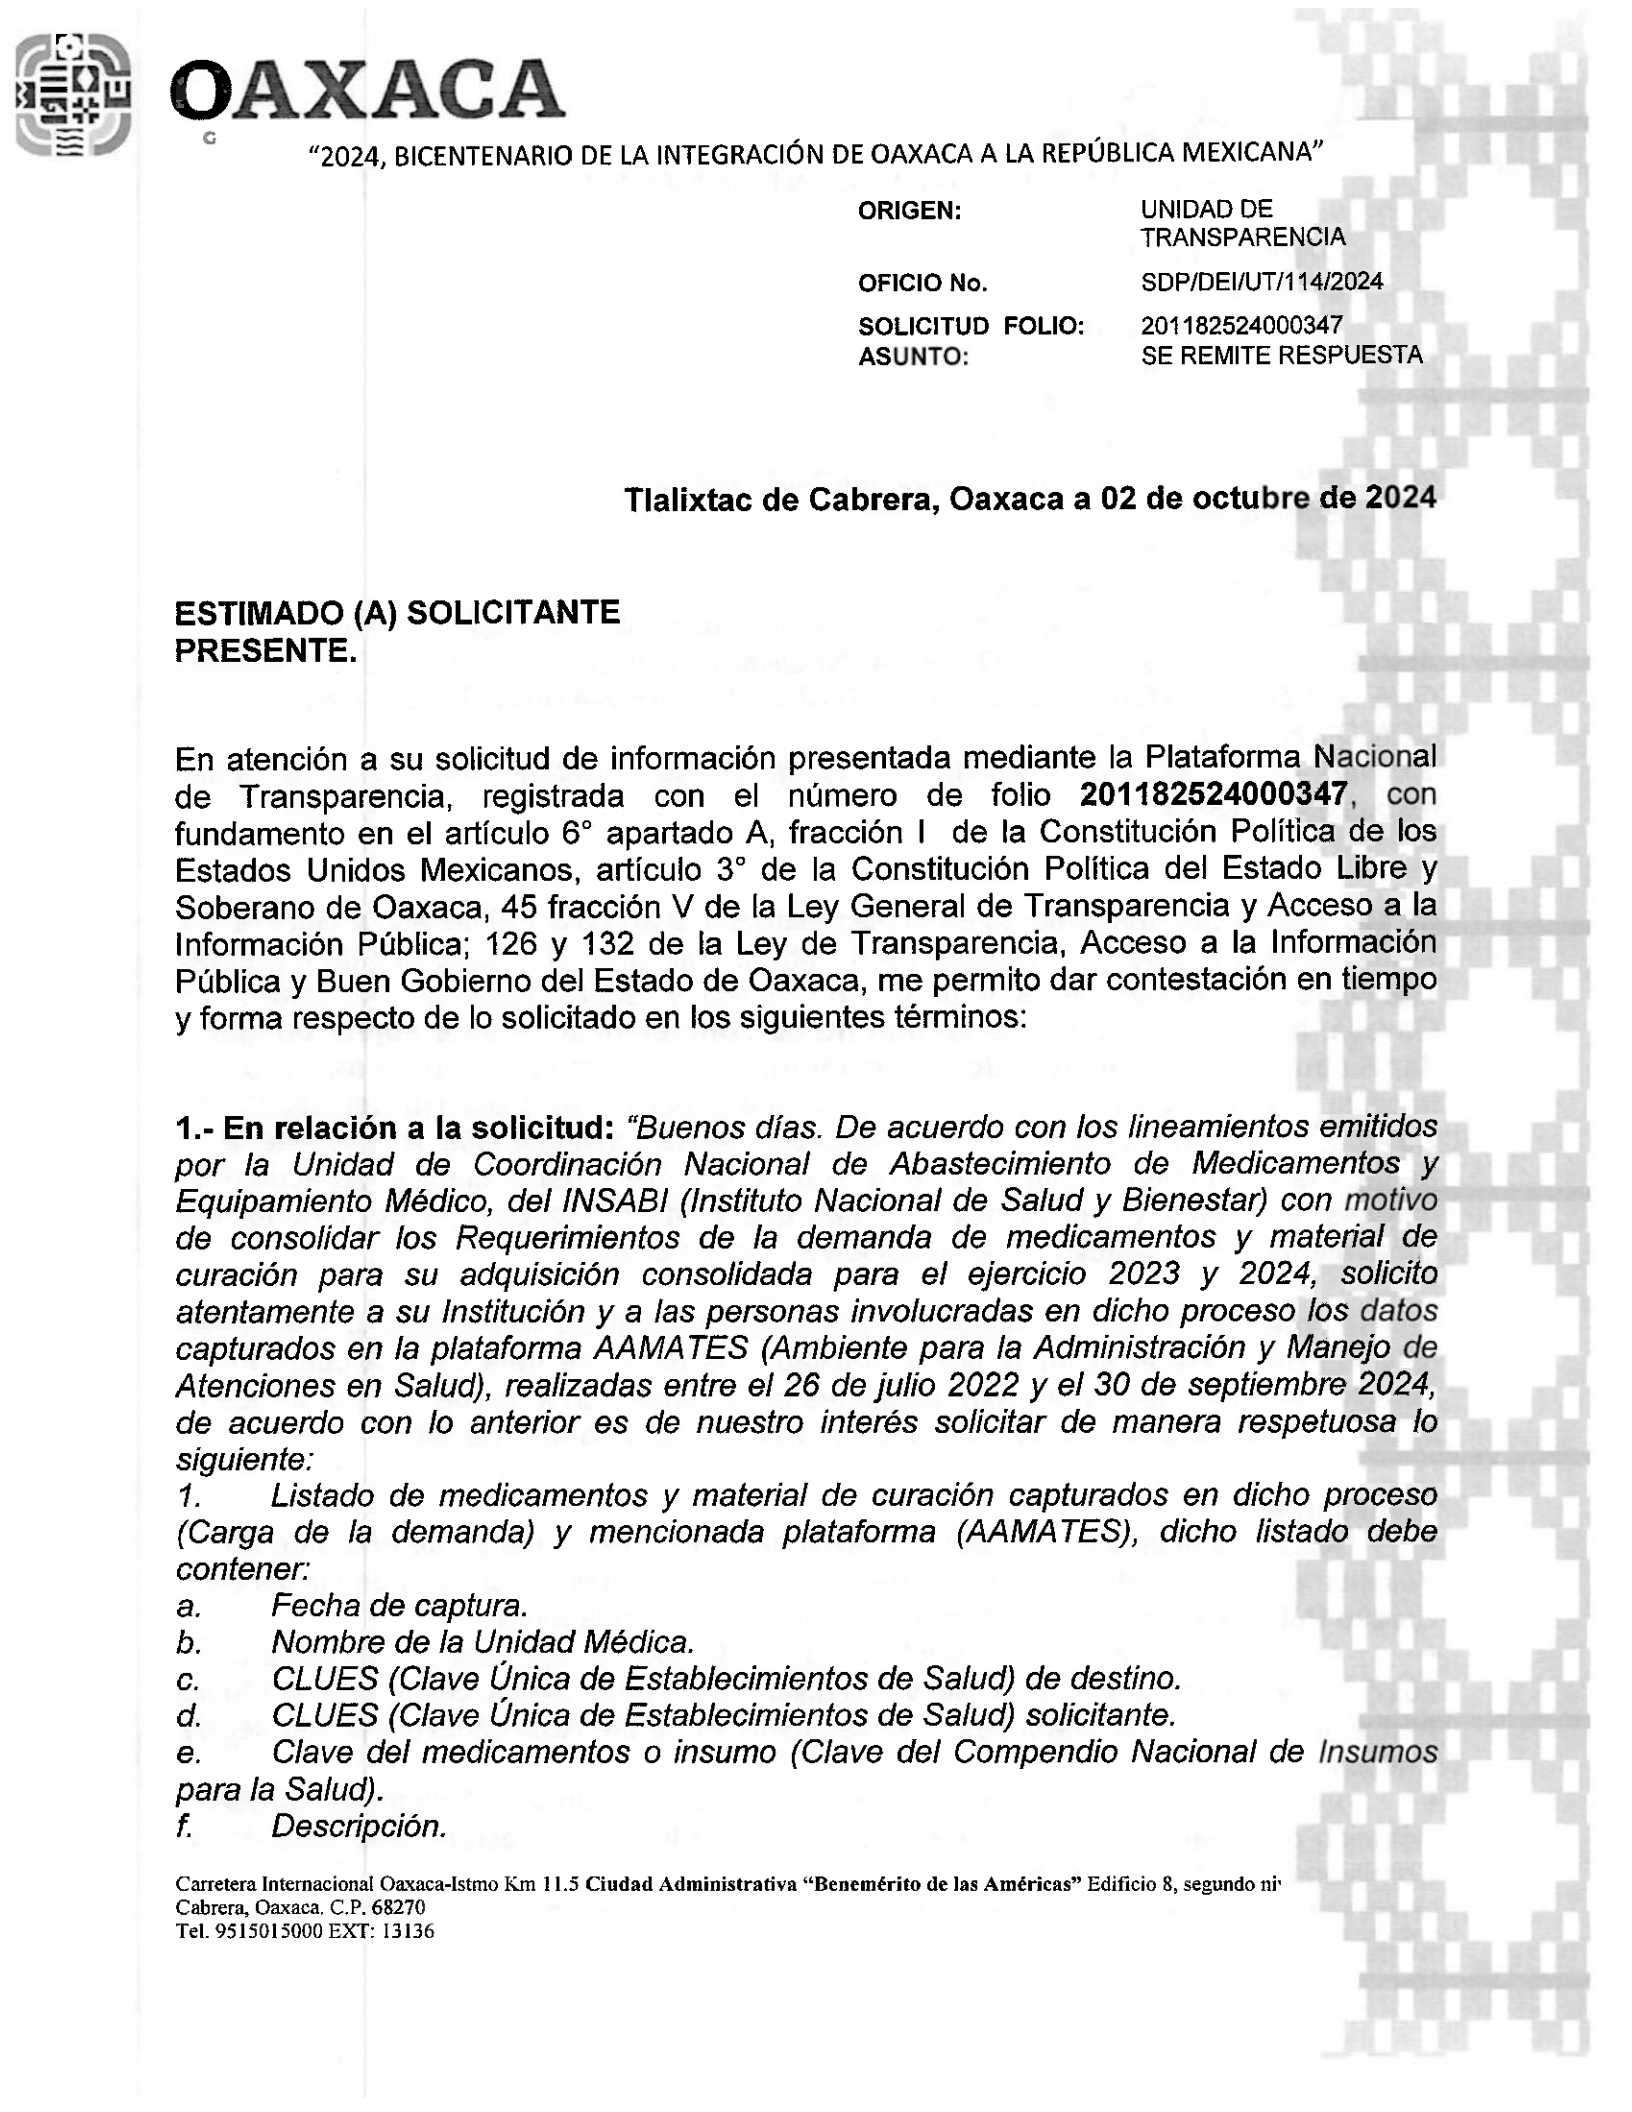 OAXACA
G
“2024, BICENTENARIO DE LA INTEGRACIÓN DE OAXACA A LA REPÚBLICA MEXICANA”
ORIGEN: UNIDAD DE
TRANSPARENCIA
OFICIO No. SDP/DEI/UT/114/2024
SOLICITUD FOLIO: 201182524000347
ASUNTO: SE REMITE RESPUESTA
Tlalixtac de Cabrera, Oaxaca a 02 de octubre de 2024
ESTIMADO (A) SOLICITANTE
PRESENTE.
En atención a su solicitud de información presentada mediante la Plataforma Nacional
de Transparencia, registrada con el número de folio 201182524000347, con
fundamento en el artículo 6° apartado A, fracción I de la Constitución Política de los
Estados Unidos Mexicanos, artículo 3° de la Constitución Política del Estado Libre y
Soberano de Oaxaca, 45 fracción V de la Ley General de Transparencia y Acceso a la
Información Pública; 126 y 132 de la Ley de Transparencia, Acceso a la Información
Pública y Buen Gobierno del Estado de Oaxaca, me permito dar contestación en tiempo
y forma respecto de lo solicitado en los siguientes términos:
1.- En relación a la solicitud: “Buenos días. De acuerdo con los lineamientos emitidos
por la Unidad de Coordinación Nacional de Abastecimiento de Medicamentos y
Equipamiento Médico, del INSABI (Instituto Nacional de Salud y Bienestar) con motivo
de consolidar los Requerimientos de la demanda de medicamentos y material de
curación para su adquisición consolidada para el ejercicio 2023 y 2024, solicito
atentamente a su Institución y a las personas involucradas en dicho proceso los datos
capturados en la plataforma AAMATES (Ambiente para la Administración y Manejo de
Atenciones en Salud), realizadas entre el 26 de julio 2022 y el 30 de septiembre 2024,
de acuerdo con lo anterior es de nuestro interés solicitar de manera respetuosa lo
siguiente:
1. Listado de medicamentos y material de curación capturados en dicho proceso
(Carga de la demanda) y mencionada plataforma (AAMATES), dicho listado debe
contener:
a. Fecha de captura.
b. Nombre de la Unidad Médica.
c. CLUES (Clave Única de Establecimientos de Salud) de destino.
d. CLUES (Clave Única de Establecimientos de Salud) solicitante.
e. Clave del medicamentos o insumo (Clave del Compendio Nacional de Insumos
para la Salud).
f. Descripción.
Carretera Internacional Oaxaca-Istmo Km 11.5 Ciudad Administrativa “Benemérito de las Américas” Edificio 8, segundo
Cabrera, Oaxaca. C.P. 68270
Tel. 9515015000 EXT: 13136